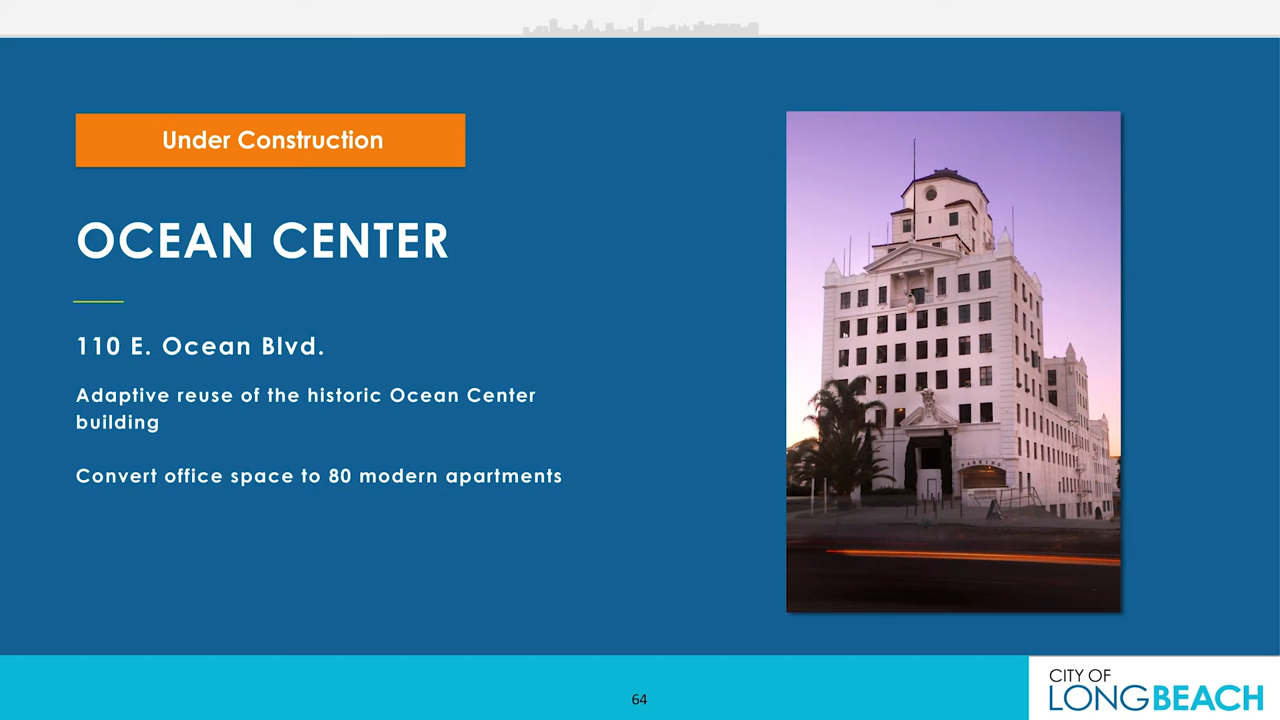 Under Construction
OCEAN CENTER
110 E. Ocean Blvd.
Adaptive reuse of the historic Ocean Center
building
Convert office space to 80 modern apartments
PARKING
64
CITY OF
LONGBEACH